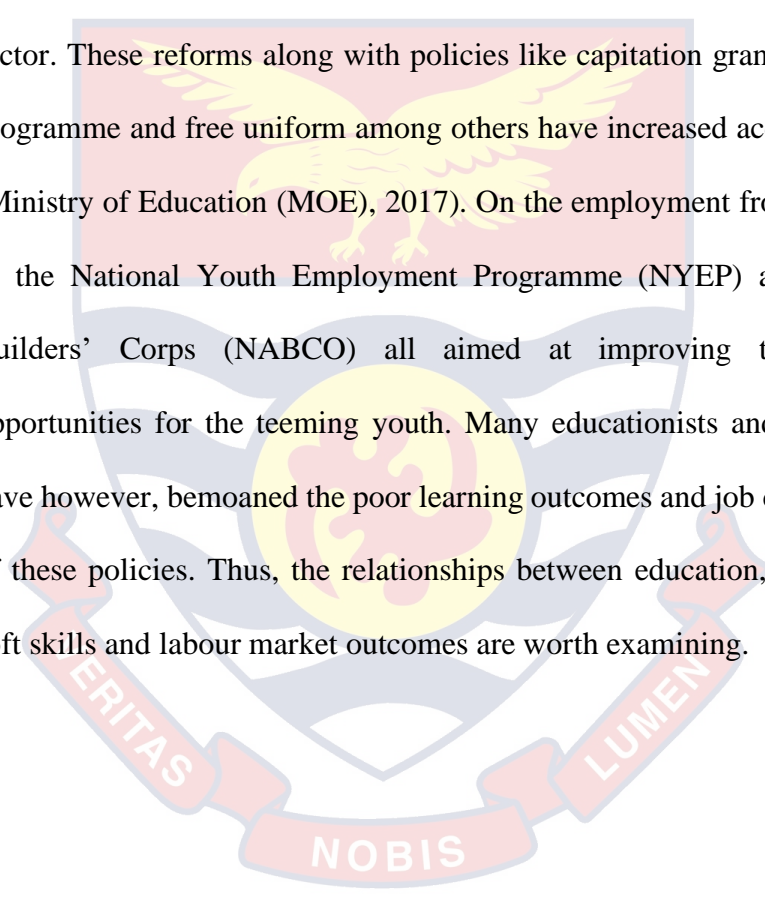 ctor. These reforms along with policies like capitation gran
ogramme and free uniform among others have increased ac
Ministry of Education (MOE), 2017). On the employment fro
the National Youth Employment Programme (NYEP) a
uilders’ Corps (NABCO) all aimed at improving t
pportunities for the teeming youth. Many educationists and
ave however, bemoaned the poor learning outcomes and job
f these policies. Thus, the relationships between education,
oft skills and labour market outcomes are worth examining.
VERITAS
NOBIS
LUMEN